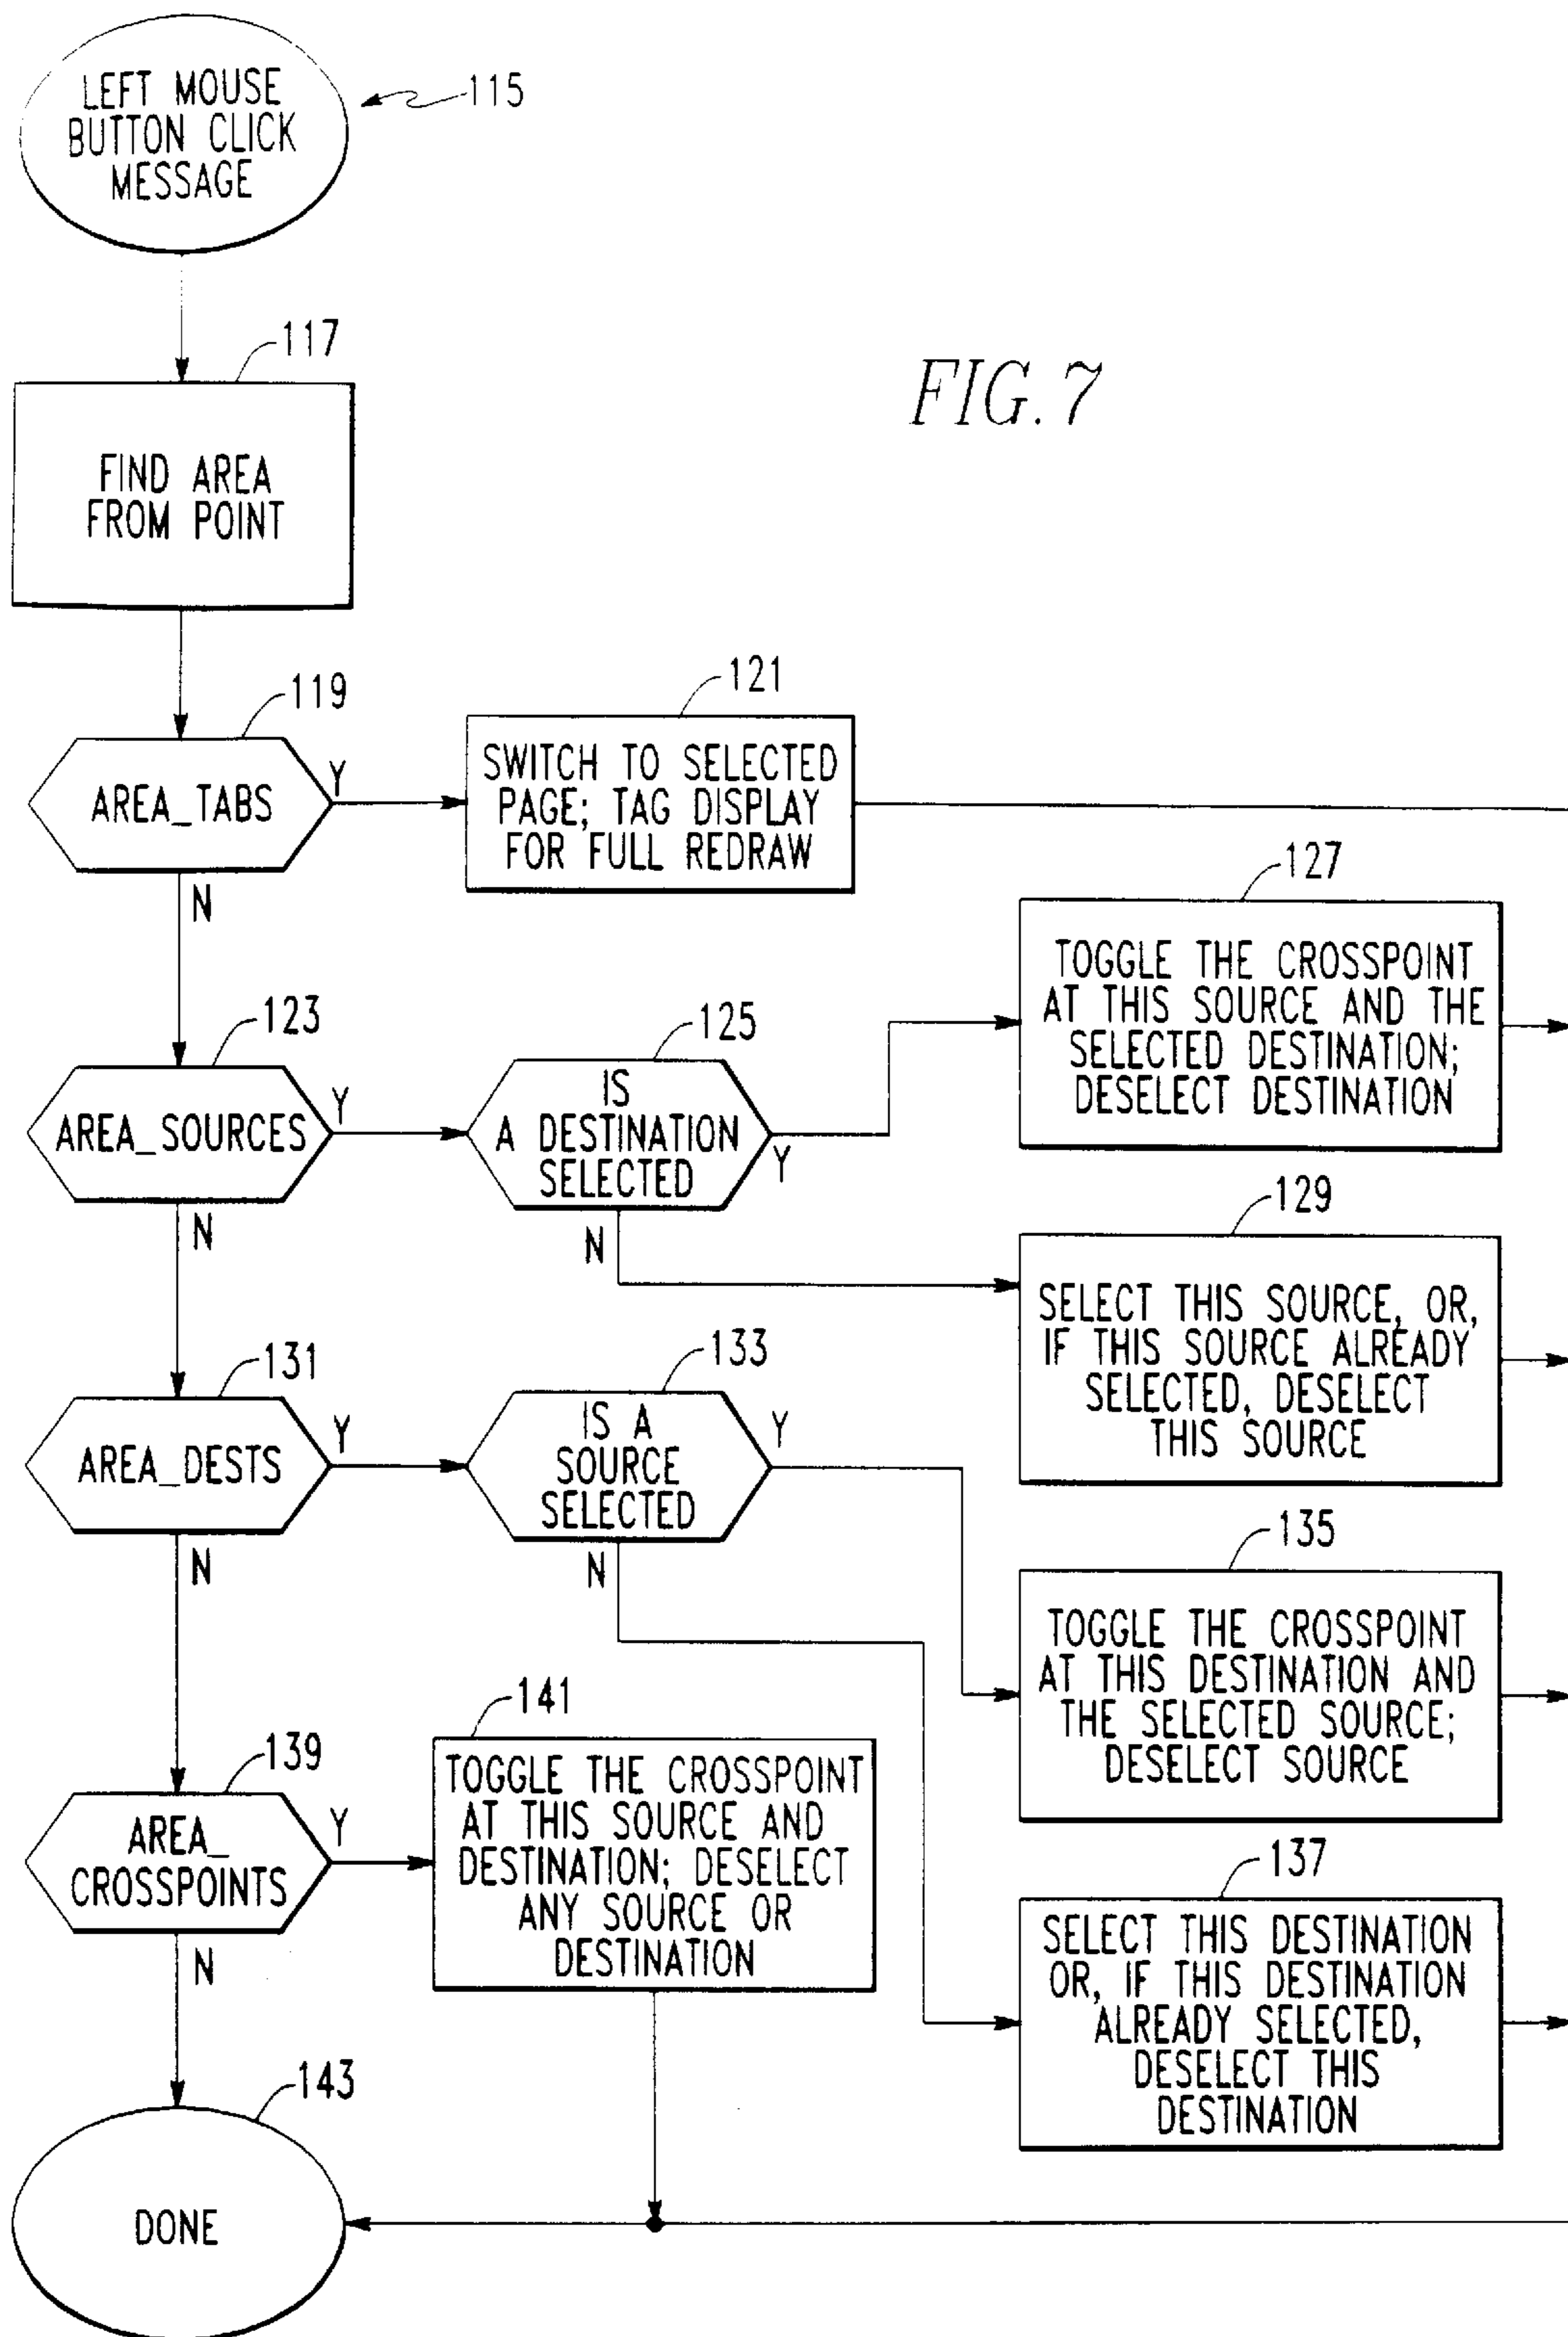 LEFT MOUSE
BUTTON CLICK
MESSAGE
115
117
FIG. 7
FIND AREA
FROM POINT
119
AREA_TABS
Y
N
121
SWITCH TO SELECTED
PAGE; TAG DISPLAY
FOR FULL REDRAW
123
AREA_SOURCES
Y
N
125
IS
A DESTINATION
SELECTED
Y
N
127
TOGGLE THE CROSSPOINT
AT THIS SOURCE AND THE
SELECTED DESTINATION;
DESELECT DESTINATION
129
SELECT THIS SOURCE, OR,
IF THIS SOURCE ALREADY
SELECTED, DESELECT
THIS SOURCE
131
AREA_DESTS
Y
N
133
IS A
SOURCE
SELECTED
Y
N
135
TOGGLE THE CROSSPOINT
AT THIS DESTINATION AND
THE SELECTED SOURCE;
DESELECT SOURCE
137
SELECT THIS DESTINATION
OR, IF THIS DESTINATION
ALREADY SELECTED,
DESELECT THIS
DESTINATION
139
AREA_
CROSSPOINTS
Y
N
141
TOGGLE THE CROSSPOINT
AT THIS SOURCE AND
DESTINATION; DESELECT
ANY SOURCE OR
DESTINATION
143
DONE